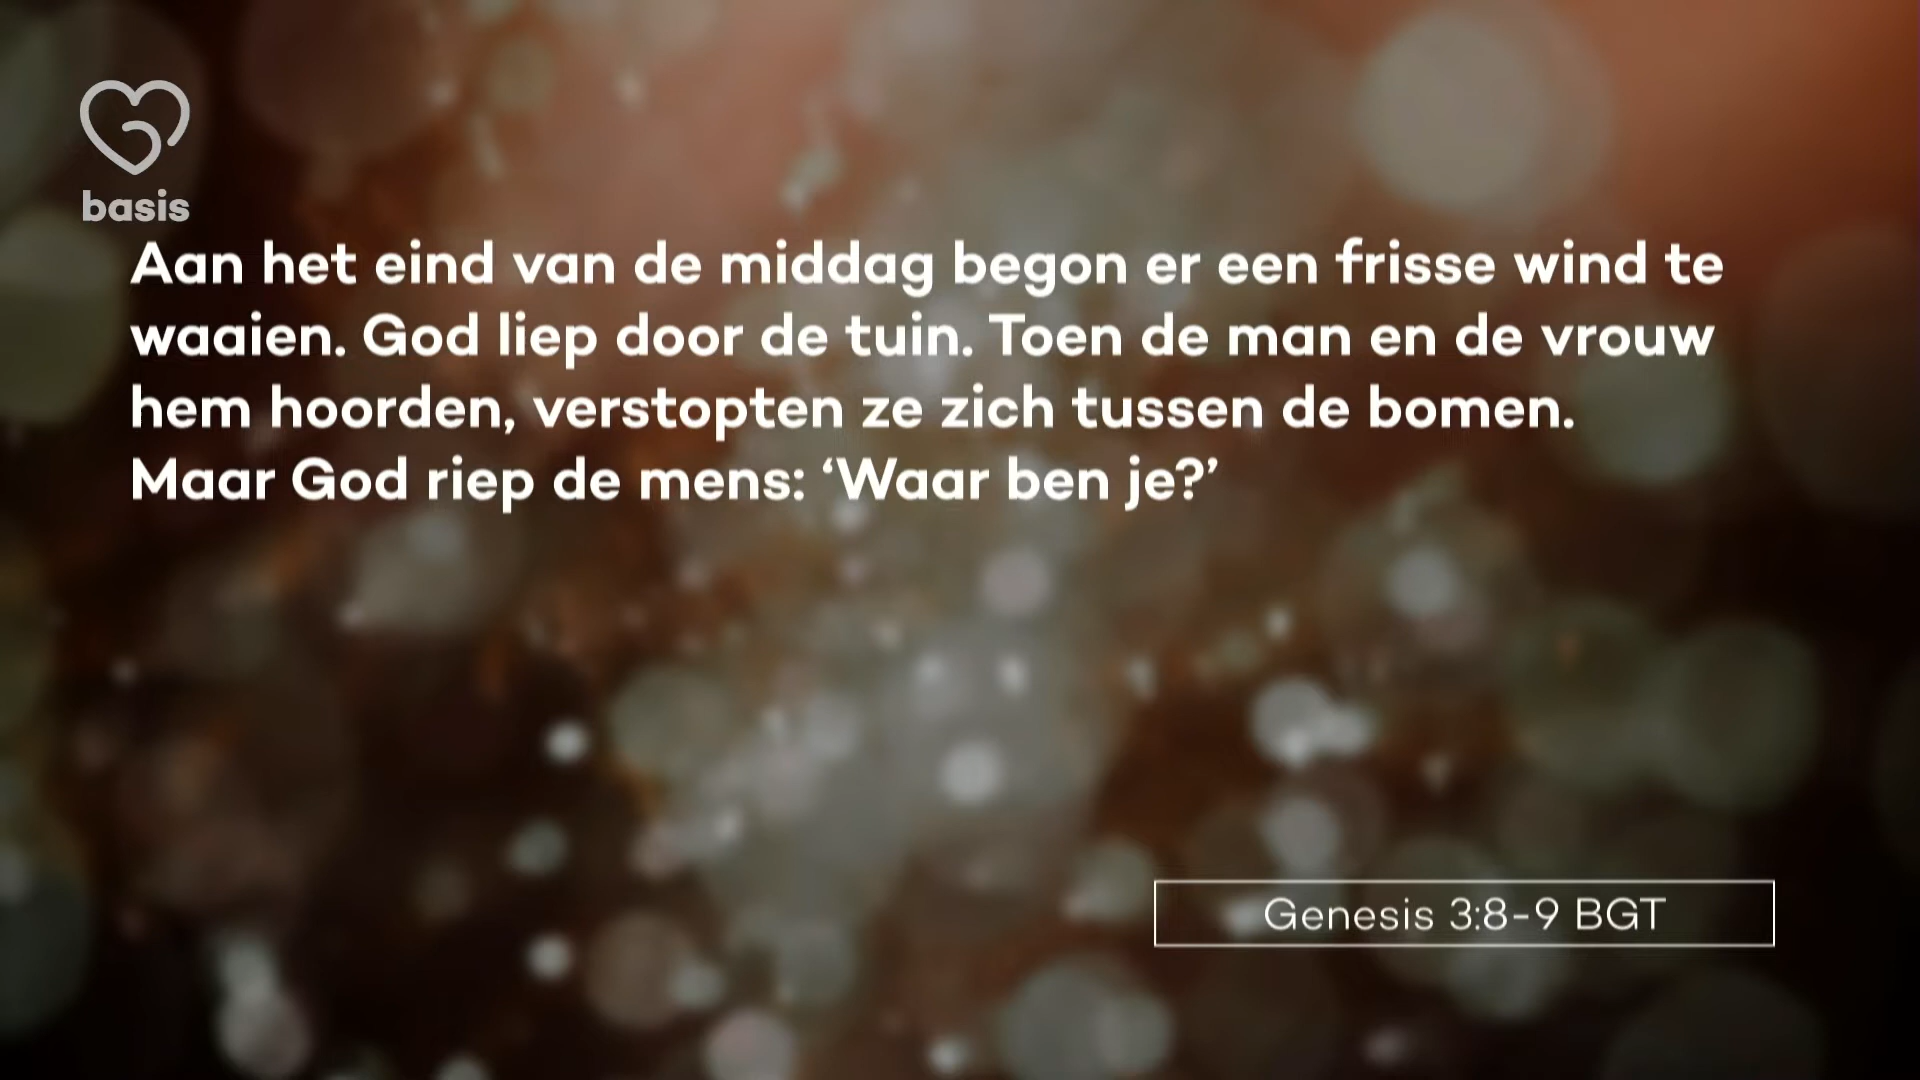 basis
Aan het eind van de middag begon er een frisse wind te
waaien. God liep door de tuin. Toen de man en de vrouw
hem hoorden, verstopten ze zich tussen de bomen.
Maar God riep de mens: ‘Waar ben je?’
Genesis 3:8-9 BGT